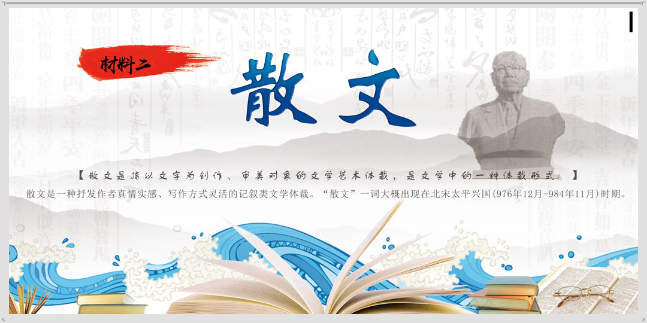 材料二
散文
【散文是指以文字为创作、审美对象的文学艺术体裁，是文学中的一种体裁形式。】
散文是一种抒发作者真情实感、写作方式灵活的记叙类文学体裁。“散文”一词大概出现在北宋太平兴国(976年12月-984年11月)时期。